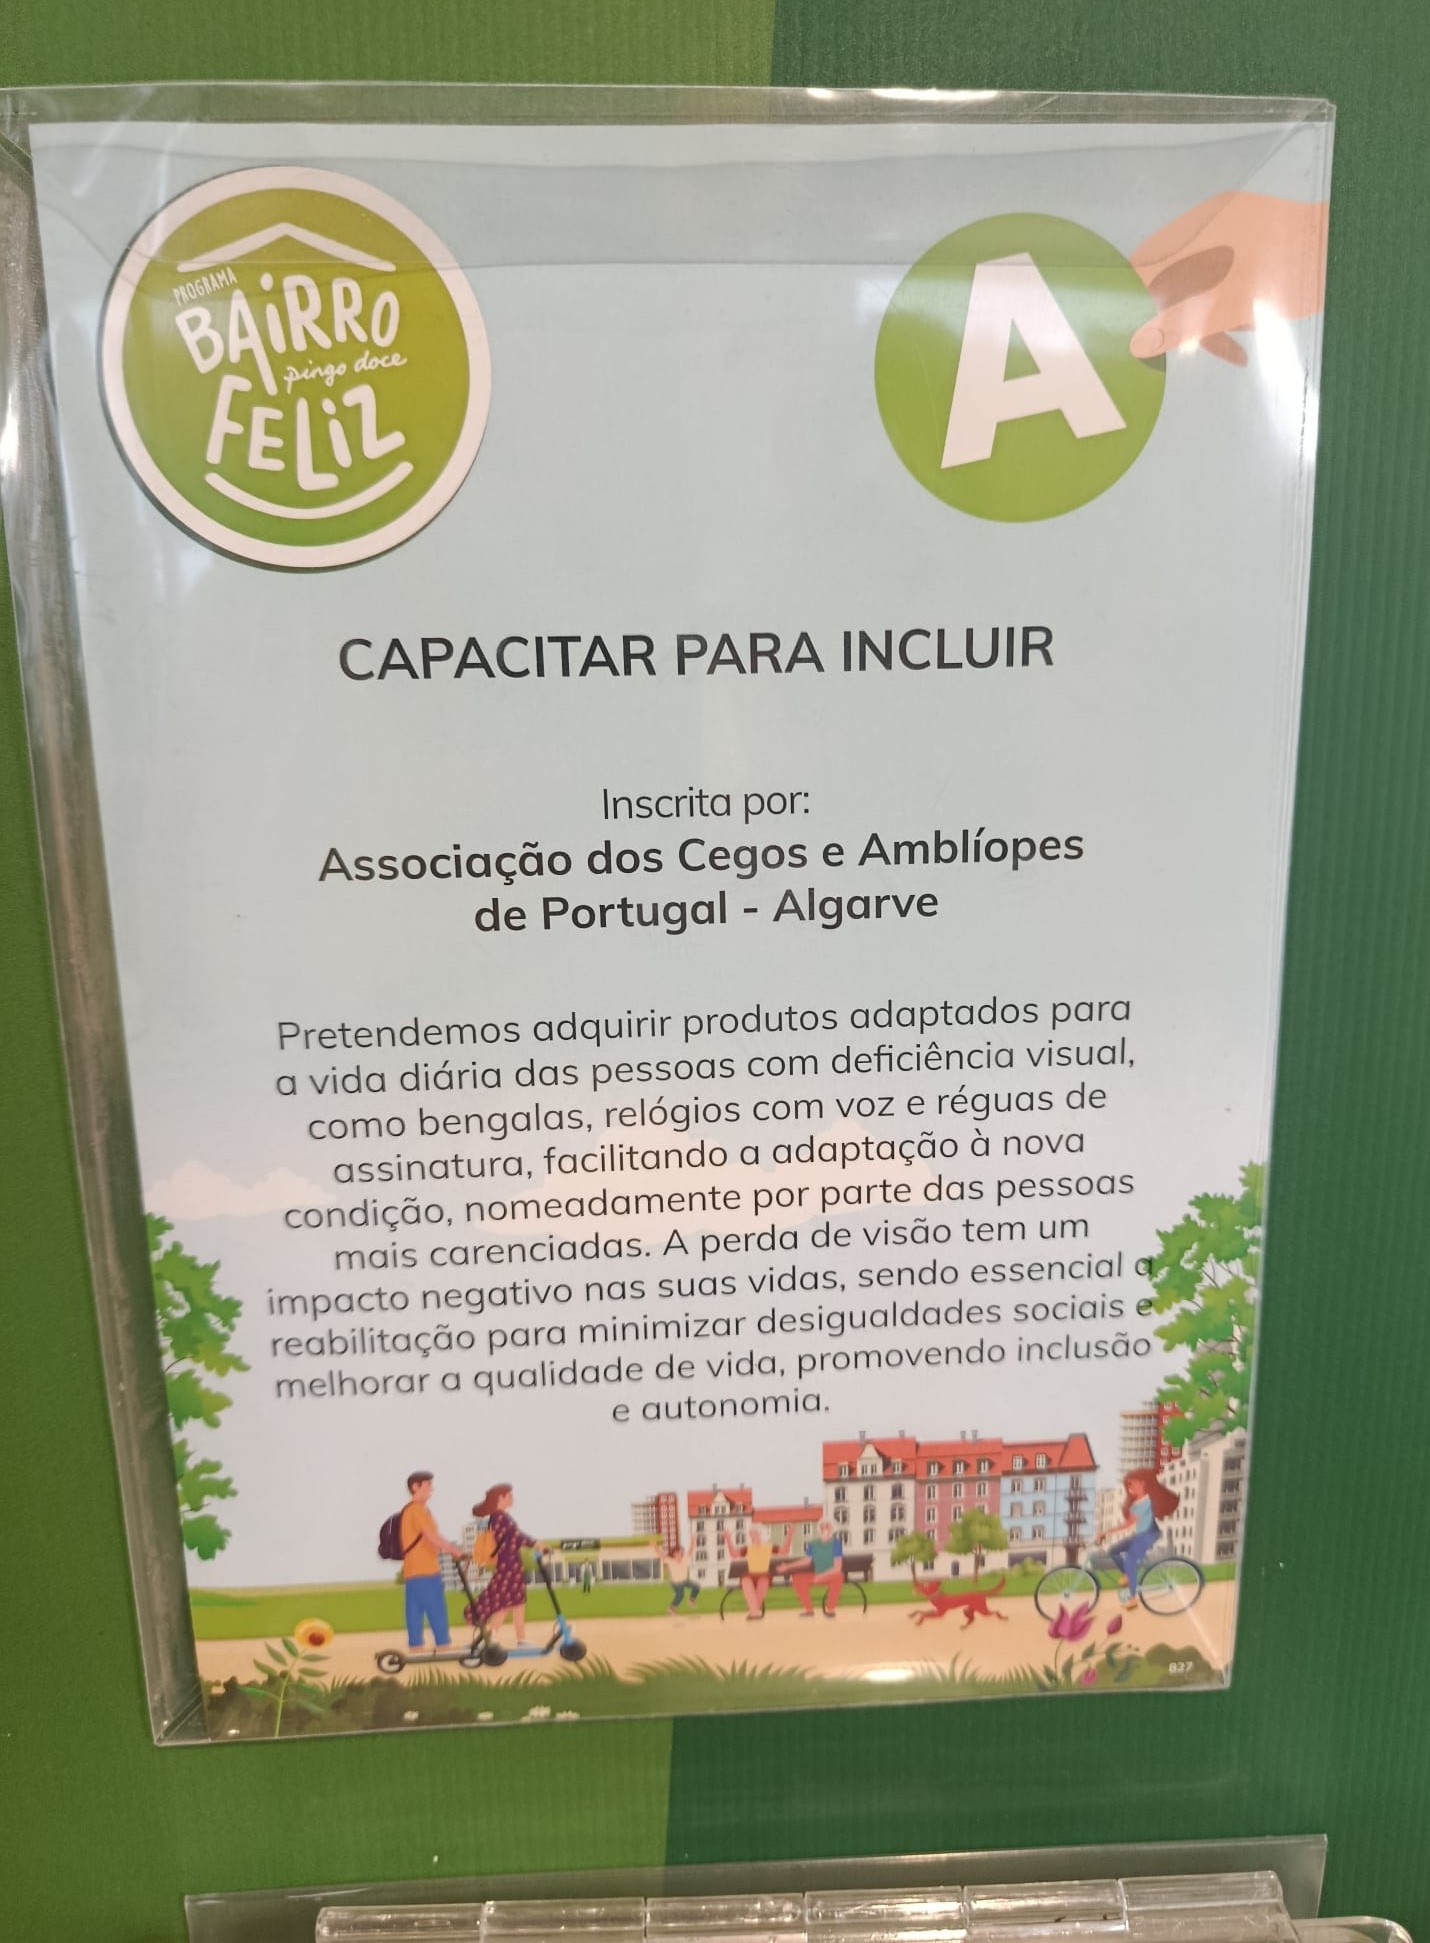 PROGRAMA
BAiRRO
pingo doce
FELiZ
A
CAPACITAR PARA INCLUIR
Inscrita por:
Associação dos Cegos e Amblíopes
de Portugal - Algarve
Pretendemos adquirir produtos adaptados para
a vida diária das pessoas com deficiência visual,
como bengalas, relógios com voz e réguas de
assinatura, facilitando a adaptação à nova
condição, nomeadamente por parte das pessoas
mais carenciadas. A perda de visão tem um
impacto negativo nas suas vidas, sendo essencial a
reabilitação para minimizar desigualdades sociais e
melhorar a qualidade de vida, promovendo inclusão
e autonomia.
827